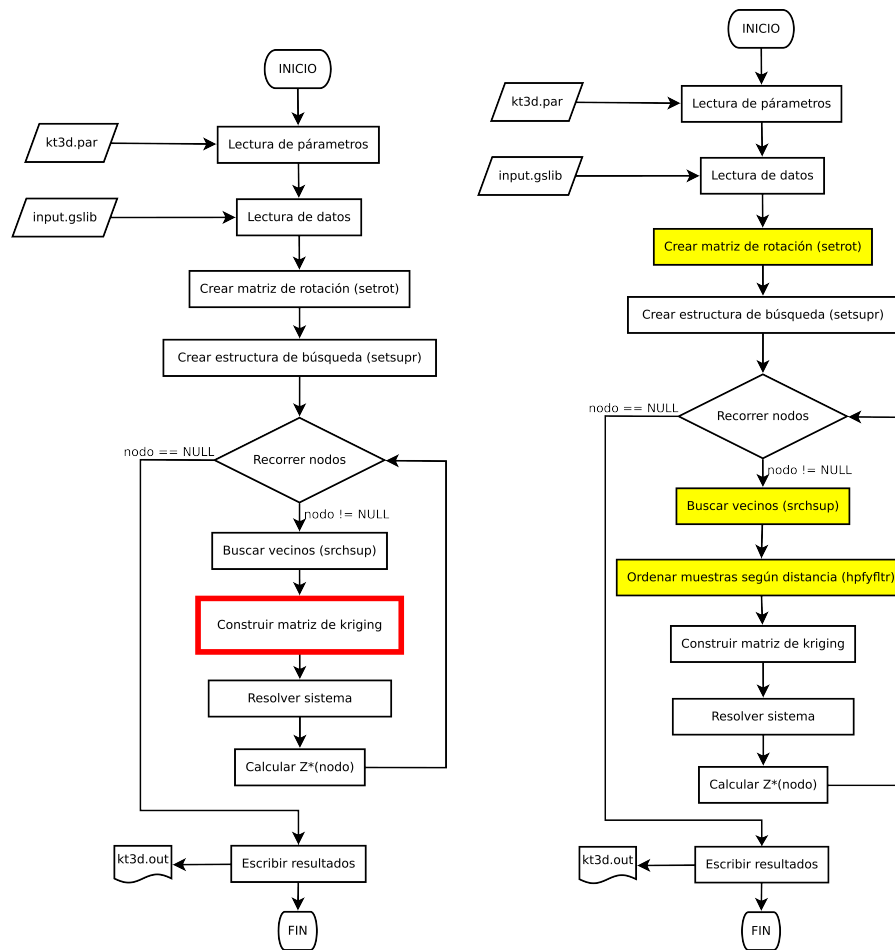 INICIO
kt3d.par
Lectura de párametros
input.gslib
Lectura de datos
Crear matriz de rotación (setrot)
Crear estructura de búsqueda (setsupr)
Recorrer nodos
nodo == NULL
nodo != NULL
Buscar vecinos (srchsup)
Construir matriz de kriging
Resolver sistema
Calcular Z*(nodo)
kt3d.out
Escribir resultados
FIN
INICIO
kt3d.par
Lectura de párametros
input.gslib
Lectura de datos
Crear matriz de rotación (setrot)
Crear estructura de búsqueda (setsupr)
nodo == NULL
Recorrer nodos
nodo != NULL
Buscar vecinos (srchsup)
Ordenar muestras según distancia (hpfyfltr)
Construir matriz de kriging
Resolver sistema
Calcular Z*(nodo)
kt3d.out
Escribir resultados
FIN